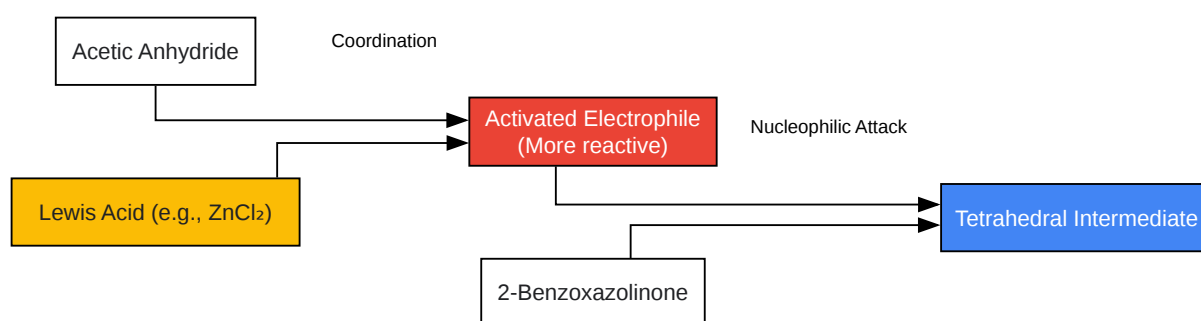 Acetic Anhydride
Coordination
Activated Electrophile
(More reactive)
Nucleophilic Attack
Lewis Acid (e.g., ZnCl₂)
Tetrahedral Intermediate
2-Benzoxazolinone